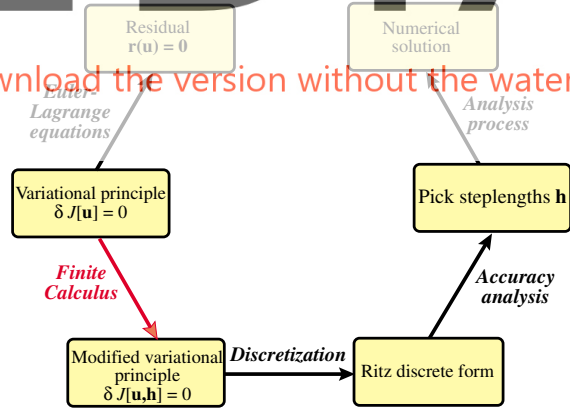 Residual
r(u) = 0
Numerical
solution
wnload the version without the water
Euler-
Lagrange
equations
Analysis
process
Variational principle
δ J[u] = 0
Pick steplengths h
Finite
Calculus
Accuracy
analysis
Modified variational
principle
δ J[u,h] = 0
Discretization
Ritz discrete form